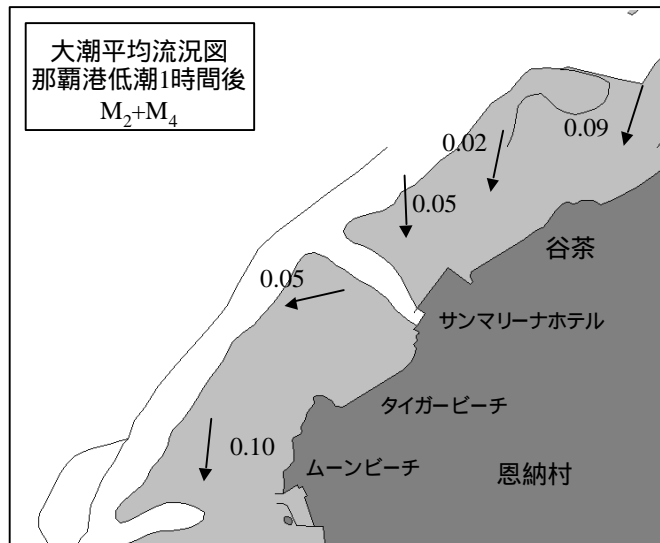 大潮平均流況図
那覇港低潮1時間後
M₂+M₄
0.09
0.02
0.05
谷茶
0.05
サンマリーナホテル
タイガービーチ
0.10
ムーンビーチ
恩納村